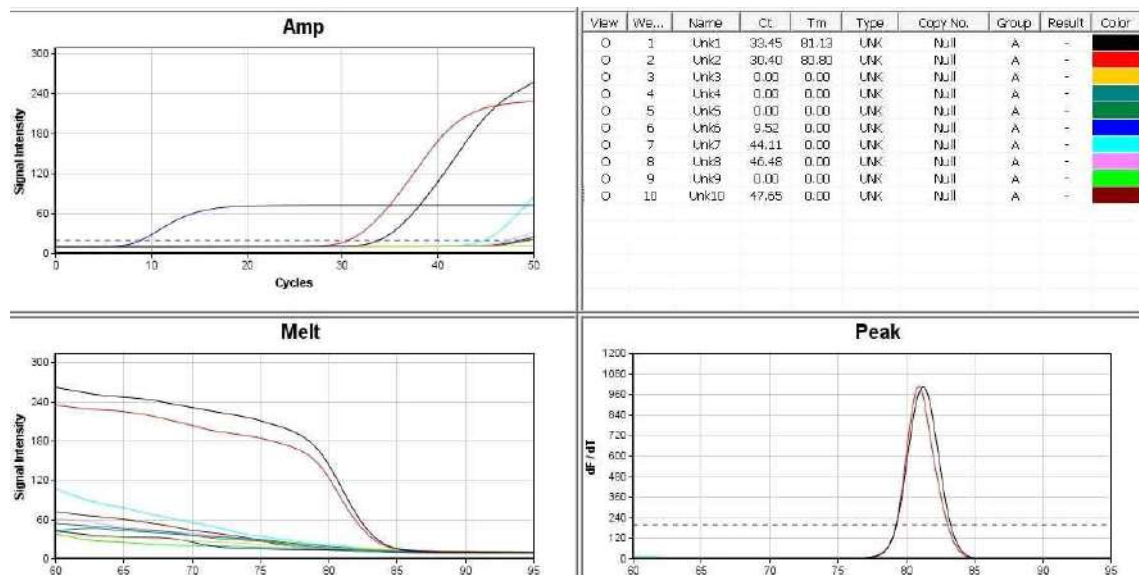 Amp
300
240
180
120
60
0
0 10 20 30 40 50
Signal Intensity
Cycles
View We... Name Ct Tm Type Copy No. Group Result Color
O 1 Unk1 33.45 81.13 UNK Null A -
O 2 Unk2 30.40 80.80 UNK Null A -
O 3 Unk3 0.00 0.00 UNK Null A -
O 4 Unk4 0.00 0.00 UNK Null A -
O 5 Unk5 0.00 0.00 UNK Null A -
O 6 Unk6 9.52 0.00 UNK Null A -
O 7 Unk7 44.11 0.00 UNK Null A -
O 8 Unk8 46.48 0.00 UNK Null A -
O 9 Unk9 0.00 0.00 UNK Null A -
O 10 Unk10 47.65 0.00 UNK Null A -
Melt
300
240
180
120
60
0
60 65 70 75 80 85 90 95
Signal Intensity
Peak
1200
1080
960
840
720
600
480
360
240
120
0
60 65 70 75 80 85 90 95
dF / dT